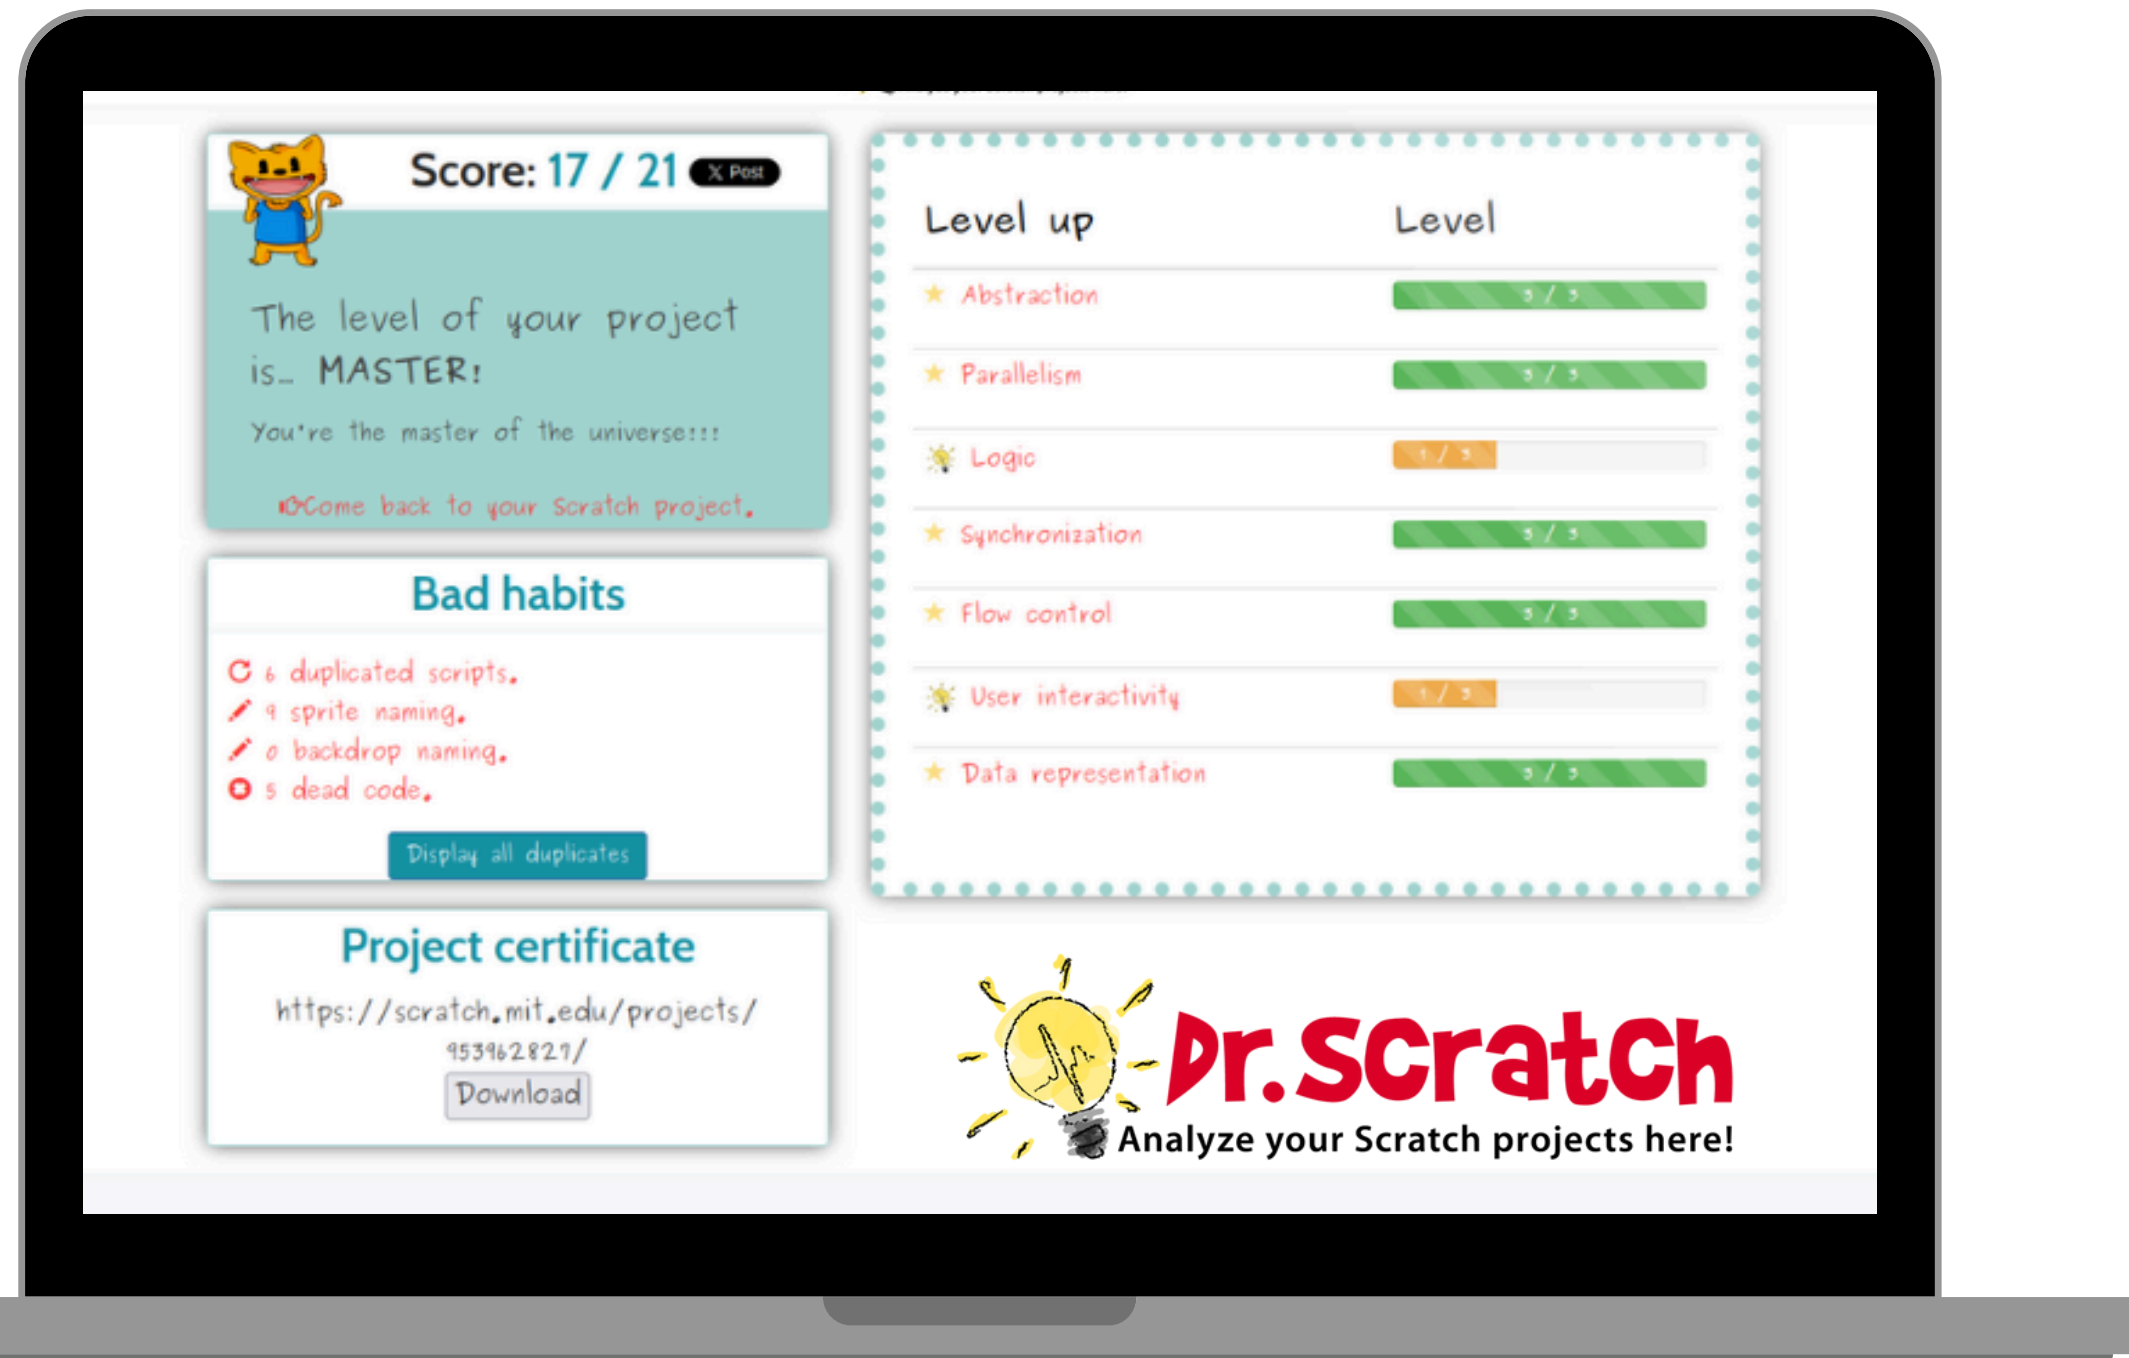 Score: 17 / 21
X Post
The level of your project
is... MASTER!
You're the master of the universe!!!
Come back to your Scratch project.
Bad habits
6 duplicated scripts.
9 sprite naming.
0 backdrop naming.
5 dead code.
Display all duplicates
Project certificate
https://scratch.mit.edu/projects/
953962827/
Download
Level up Level
Abstraction 3 / 3
Parallelism 3 / 3
Logic 1 / 3
Synchronization 3 / 3
Flow control 3 / 3
User interactivity 1 / 3
Data representation 3 / 3
Dr.Scratch
Analyze your Scratch projects here!